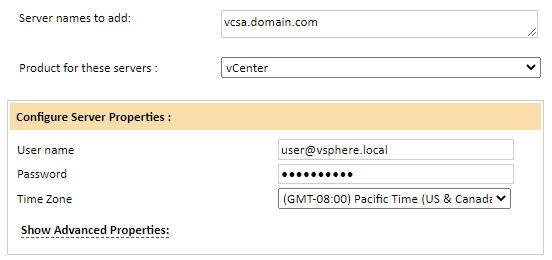 Server names to add:
vcsa.domain.com
Product for these servers :
vCenter
Configure Server Properties :
User name
user@vsphere.local
Password
●●●●●●●●●●
Time Zone
(GMT-08:00) Pacific Time (US & Canada
Show Advanced Properties: